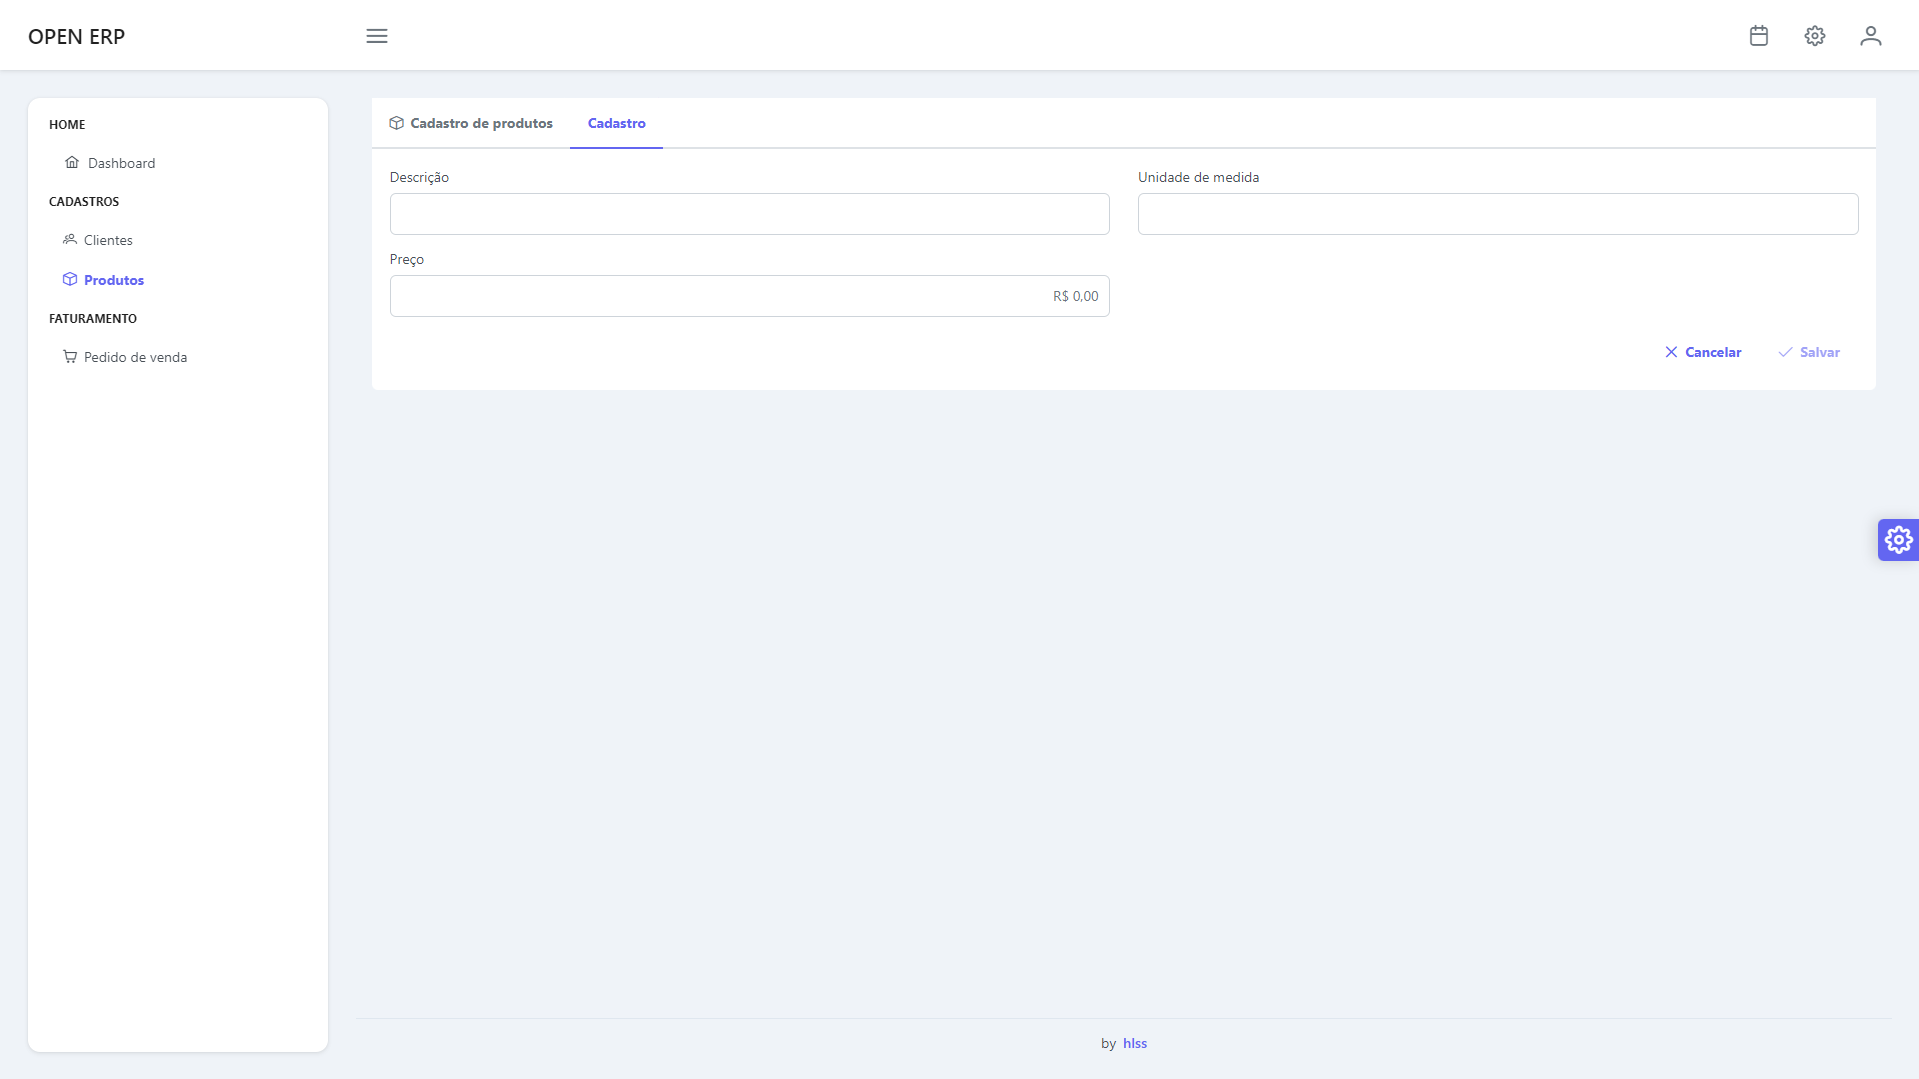 OPEN ERP
HOME
Dashboard
CADASTROS
Clientes
Produtos
FATURAMENTO
Pedido de venda
Cadastro de produtos
Cadastro
Descrição
Unidade de medida
Preço
R$ 0,00
Cancelar
Salvar
by hlss